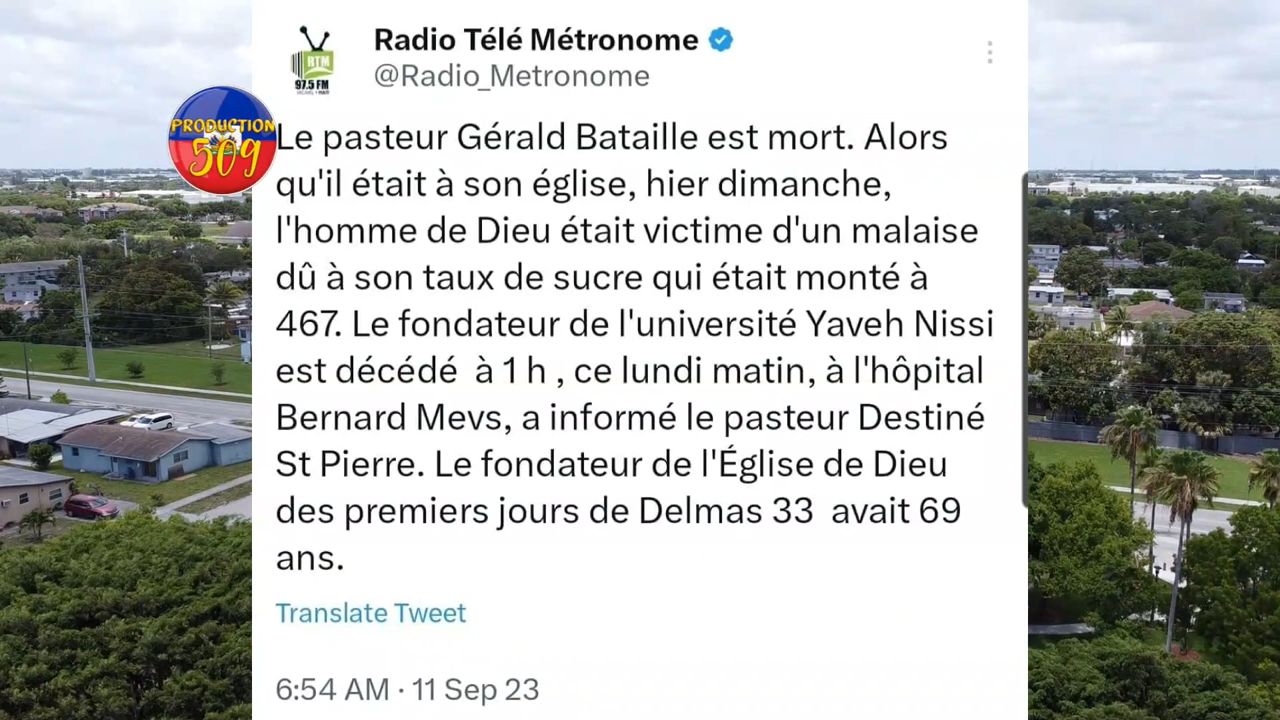 Radio Télé Métronome
@Radio_Metronome
RTM
97.5 FM
PRODUCTION
509
Le pasteur Gérald Bataille est mort. Alors
qu'il était à son église, hier dimanche,
l'homme de Dieu était victime d'un malaise
dû à son taux de sucre qui était monté à
467. Le fondateur de l'université Yaveh Nissi
est décédé  à 1 h , ce lundi matin, à l'hôpital
Bernard Mevs, a informé le pasteur Destiné
St Pierre. Le fondateur de l'Église de Dieu
des premiers jours de Delmas 33  avait 69
ans.
Translate Tweet
6:54 AM · 11 Sep 23